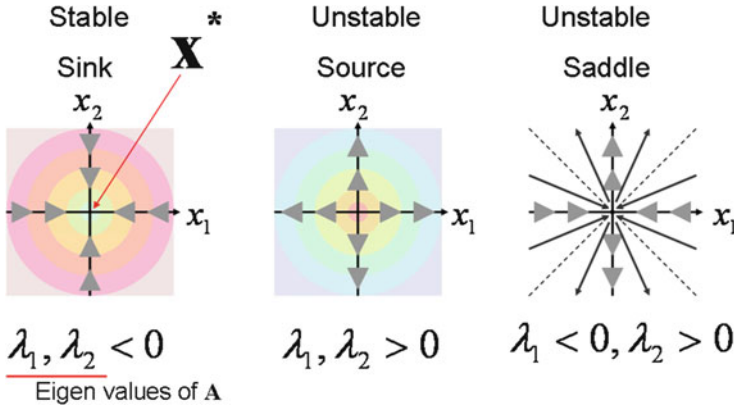 Stable Unstable Unstable
X*
Sink Source Saddle
x₂ x₂ x₂
x₁ x₁ x₁
λ₁, λ₂ < 0 λ₁, λ₂ > 0 λ₁ < 0, λ₂ > 0
Eigen values of A